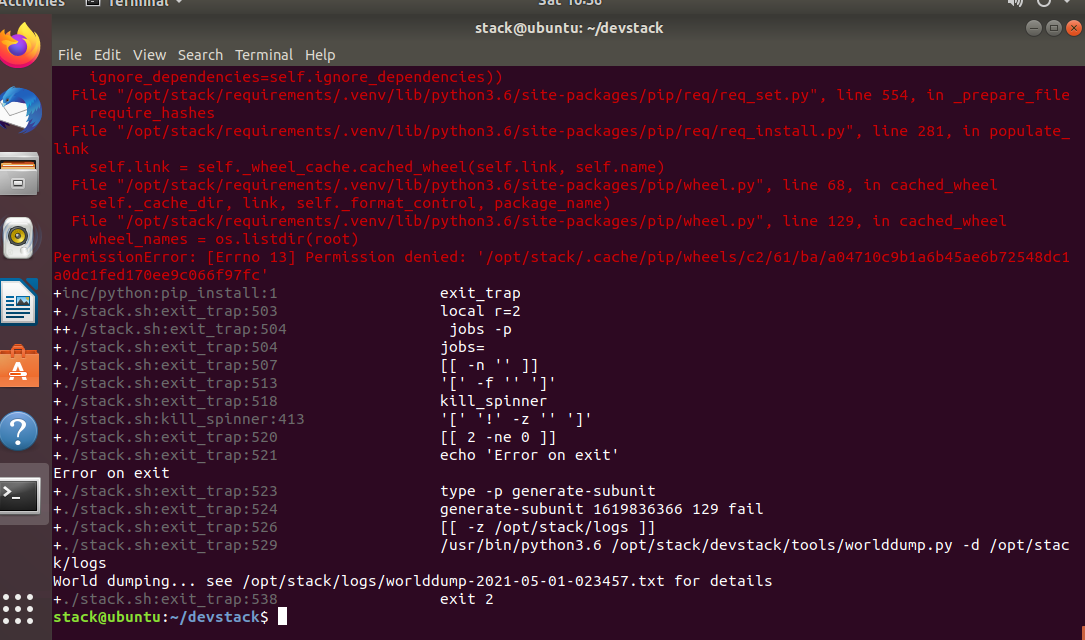 Activities Terminal Sat 10:36
stack@ubuntu: ~/devstack
File Edit View Search Terminal Help
ignore_dependencies=self.ignore_dependencies))
File "/opt/stack/requirements/.venv/lib/python3.6/site-packages/pip/req/req_set.py", line 554, in _prepare_file
require_hashes
File "/opt/stack/requirements/.venv/lib/python3.6/site-packages/pip/req/req_install.py", line 281, in populate_
link
self.link = self._wheel_cache.cached_wheel(self.link, self.name)
File "/opt/stack/requirements/.venv/lib/python3.6/site-packages/pip/wheel.py", line 68, in cached_wheel
self._cache_dir, link, self._format_control, package_name)
File "/opt/stack/requirements/.venv/lib/python3.6/site-packages/pip/wheel.py", line 129, in cached_wheel
wheel_names = os.listdir(root)
PermissionError: [Errno 13] Permission denied: '/opt/stack/.cache/pip/wheels/c2/61/ba/a04710c9b1a6b45ae6b72548dc1
a0dc1fed170ee9c066f97fc'
+inc/python:pip_install:1 exit_trap
+./stack.sh:exit_trap:503 local r=2
++./stack.sh:exit_trap:504 jobs -p
+./stack.sh:exit_trap:504 jobs=
+./stack.sh:exit_trap:507 [[ -n '' ]]
+./stack.sh:exit_trap:513 '[' -f '' ']'
+./stack.sh:exit_trap:518 kill_spinner
+./stack.sh:kill_spinner:413 '[' '!' -z '' ']'
+./stack.sh:exit_trap:520 [[ 2 -ne 0 ]]
+./stack.sh:exit_trap:521 echo 'Error on exit'
Error on exit
+./stack.sh:exit_trap:523 type -p generate-subunit
+./stack.sh:exit_trap:524 generate-subunit 1619836366 129 fail
+./stack.sh:exit_trap:526 [[ -z /opt/stack/logs ]]
+./stack.sh:exit_trap:529 /usr/bin/python3.6 /opt/stack/devstack/tools/worlddump.py -d /opt/stac
k/logs
World dumping... see /opt/stack/logs/worlddump-2021-05-01-023457.txt for details
+./stack.sh:exit_trap:538 exit 2
stack@ubuntu:~/devstack$